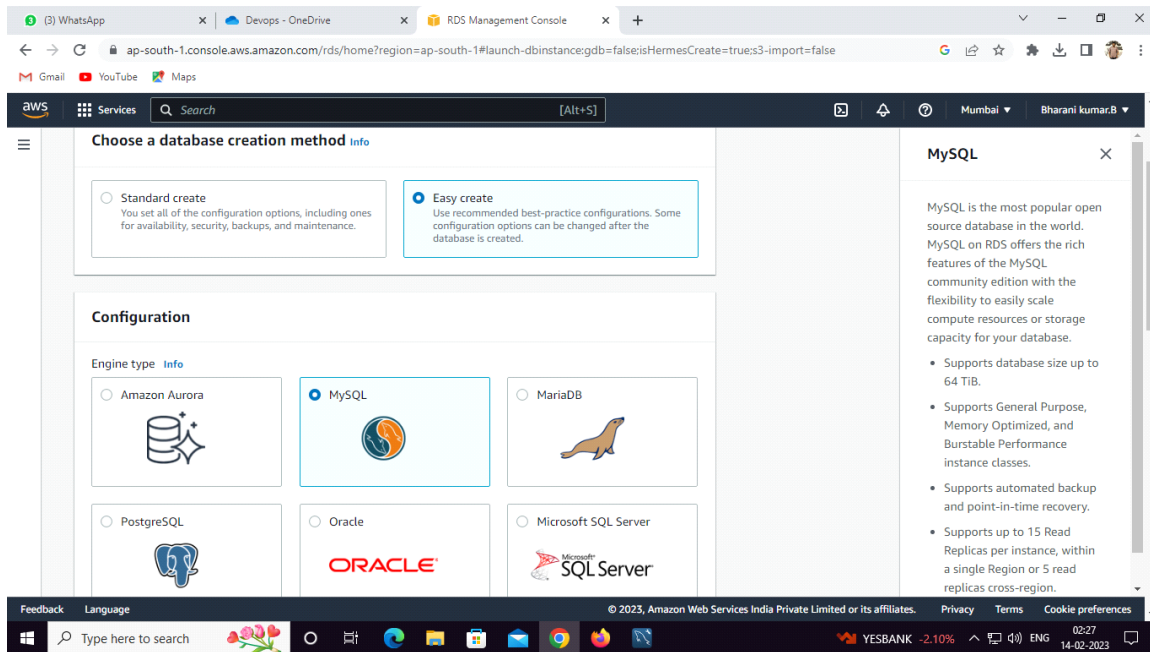 (3) WhatsApp
Devops - OneDrive
RDS Management Console
ap-south-1.console.aws.amazon.com/rds/home?region=ap-south-1#launch-dbinstance:gdb=false;isHermesCreate=true;s3-import=false
Gmail YouTube Maps
aws Services Search [Alt+S] Mumbai Bharani kumar.B
Choose a database creation method Info
Standard create
You set all of the configuration options, including ones
for availability, security, backups, and maintenance.
Easy create
Use recommended best-practice configurations. Some
configuration options can be changed after the
database is created.
Configuration
Engine type Info
Amazon Aurora
MySQL
MariaDB
PostgreSQL
Oracle
ORACLE
Microsoft SQL Server
Microsoft
SQL Server
MySQL
MySQL is the most popular open
source database in the world.
MySQL on RDS offers the rich
features of the MySQL
community edition with the
flexibility to easily scale
compute resources or storage
capacity for your database.
• Supports database size up to
64 TiB.
• Supports General Purpose,
Memory Optimized, and
Burstable Performance
instance classes.
• Supports automated backup
and point-in-time recovery.
• Supports up to 15 Read
Replicas per instance, within
a single Region or 5 read
replicas cross-region.
Feedback Language © 2023, Amazon Web Services India Private Limited or its affiliates. Privacy Terms Cookie preferences
Type here to search
YESBANK -2.10%
ENG
02:27
14-02-2023